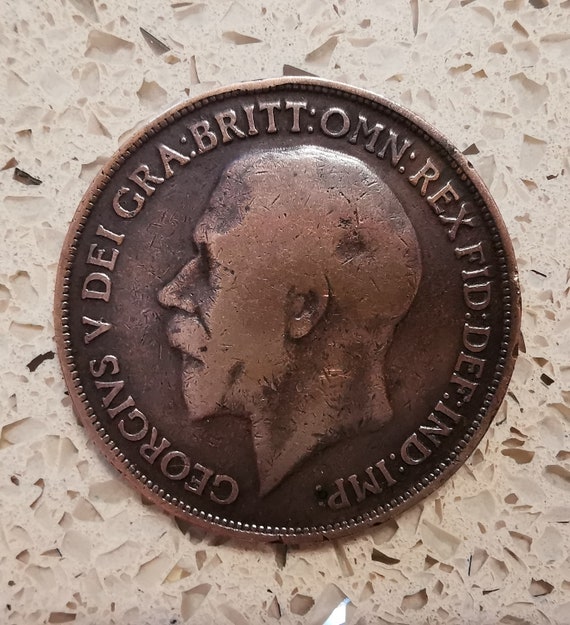 GEORGIVS V DEI GRA:BRITT:OMN:REX FID:DEF:IND:IMP: